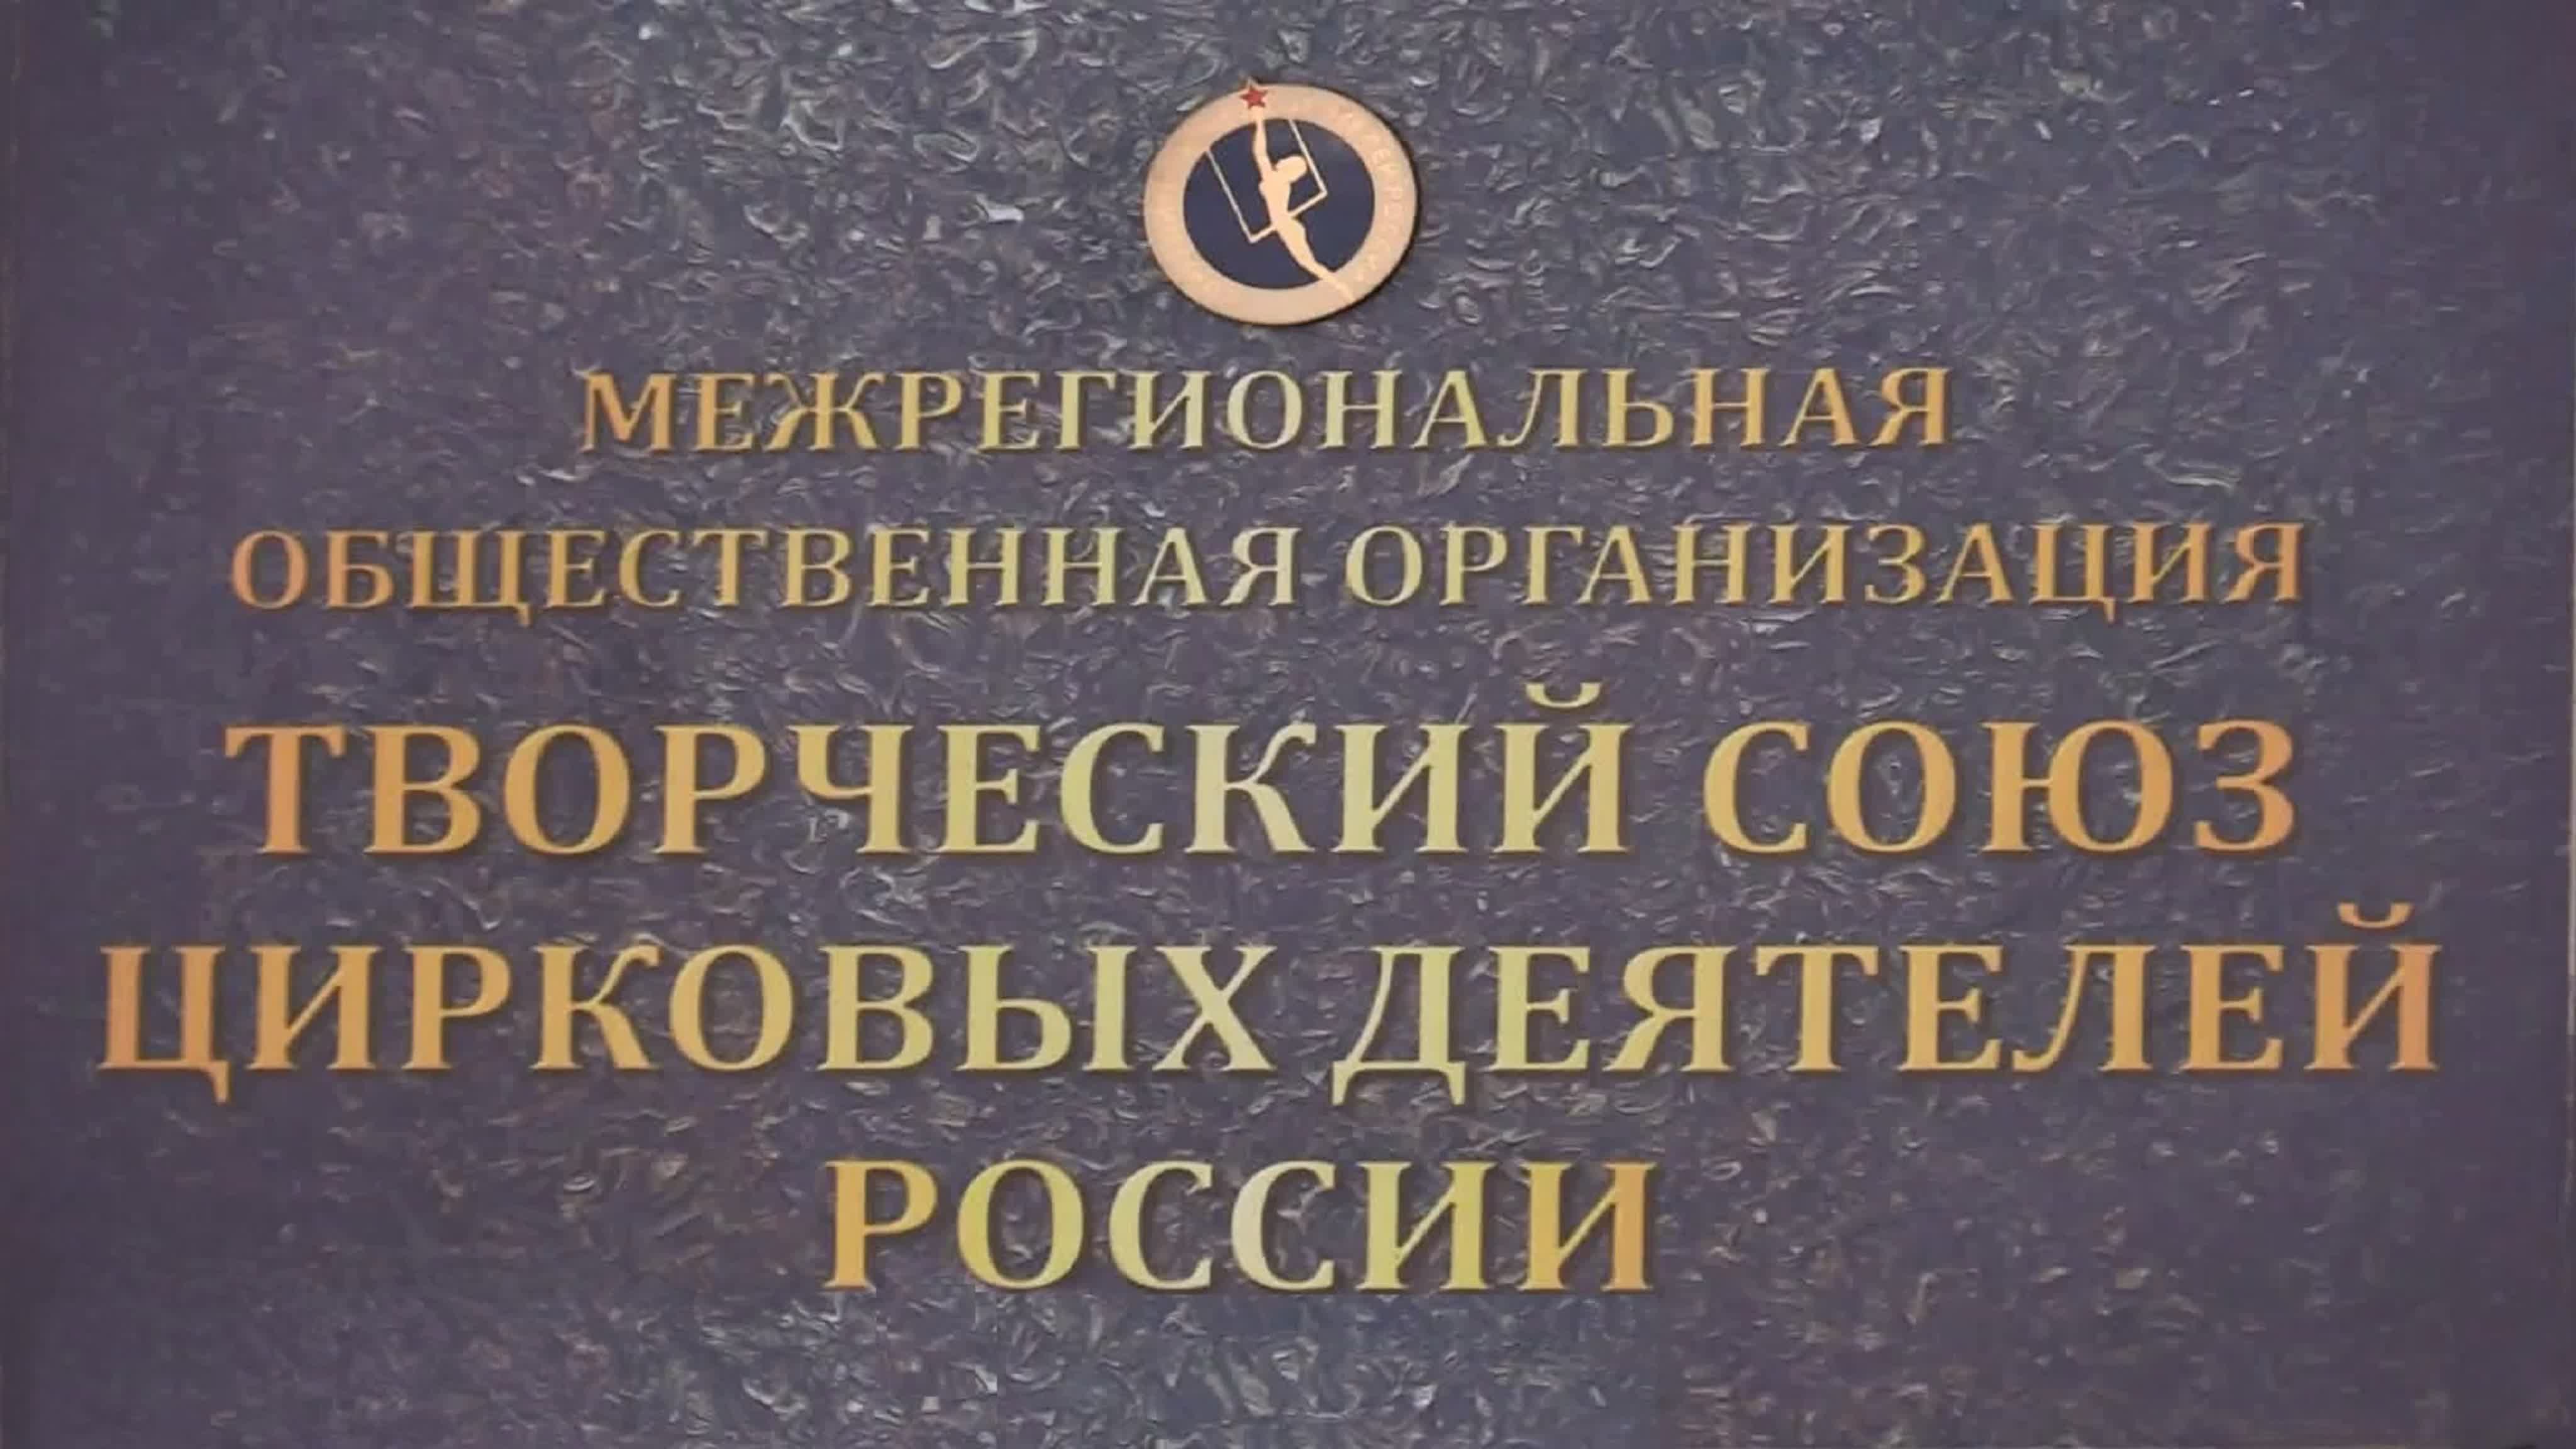 МЕЖРЕГИОНАЛЬНАЯ
ОБЩЕСТВЕННАЯ ОРГАНИЗАЦИЯ
ТВОРЧЕСКИЙ СОЮЗ
ЦИРКОВЫХ ДЕЯТЕЛЕЙ
РОССИИ